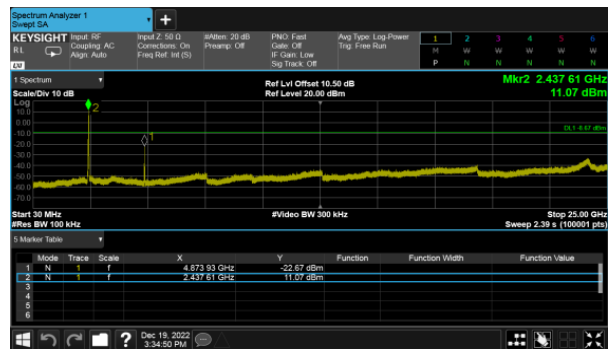 Spectrum Analyzer 1
Swept SA
+
KEYSIGHT Input: RF Input Z: 50 Ω #Atten: 20 dB PNO: Fast Avg Type: Log-Power 1 2 3 4 5 6
RL Coupling: AC Corrections: On Preamp: Off Gate: Off Trig: Free Run M W W W W W
Align: Auto Freq Ref: Int (S) IF Gain: Low P N N N N N
LXI Sig Track: Off
1 Spectrum Ref Lvl Offset 10.50 dB Mkr2 2.437 61 GHz
Scale/Div 10 dB Ref Level 20.00 dBm 11.07 dBm
Log
10.0
0.00
-10.0
-20.0
-30.0
-40.0
-50.0
-60.0
-70.0
2
1
DL1 -8.67 dBm
Start 30 MHz #Video BW 300 kHz Stop 25.00 GHz
#Res BW 100 kHz Sweep 2.39 s (100001 pts)
5 Marker Table
Mode Trace Scale X Y Function Function Width Function Value
1 N 1 f 4.873 93 GHz -22.67 dBm
2 N 1 f 2.437 61 GHz 11.07 dBm
3
4
5
6
? Dec 19, 2022
3:34:50 PM